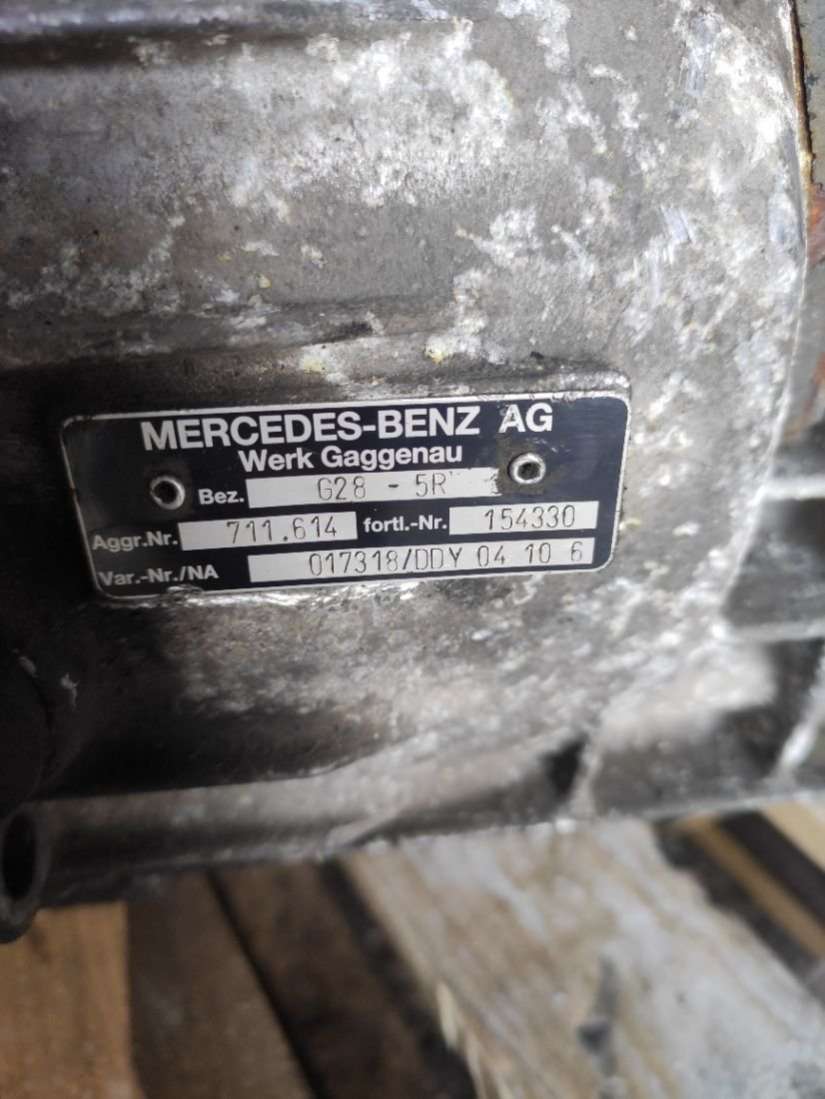 MERCEDES-BENZ AG
Werk Gaggenau
Bez. G28 - 5R
Aggr.Nr. 711.614 fortl.-Nr. 154330
Var.-Nr./NA 017318/DDY 04 10 6